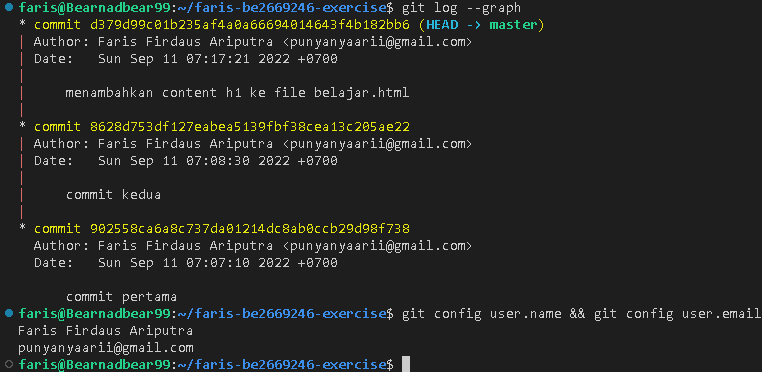 faris@Bearnadbear99:~/faris-be2669246-exercise$ git log --graph
* commit d379d99c01b235af4a0a66694014643f4b182bb6 (HEAD -> master)
| Author: Faris Firdaus Ariputra <punyanyaarii@gmail.com>
| Date:   Sun Sep 11 07:17:21 2022 +0700
|
|     menambahkan content h1 ke file belajar.html
|
* commit 8628d753df127eabea5139fbf38cea13c205ae22
| Author: Faris Firdaus Ariputra <punyanyaarii@gmail.com>
| Date:   Sun Sep 11 07:08:30 2022 +0700
|
|     commit kedua
|
* commit 902558ca6a8c737da01214dc8ab0ccb29d98f738
  Author: Faris Firdaus Ariputra <punyanyaarii@gmail.com>
  Date:   Sun Sep 11 07:07:10 2022 +0700

      commit pertama
faris@Bearnadbear99:~/faris-be2669246-exercise$ git config user.name && git config user.email
Faris Firdaus Ariputra
punyanyaarii@gmail.com
faris@Bearnadbear99:~/faris-be2669246-exercise$